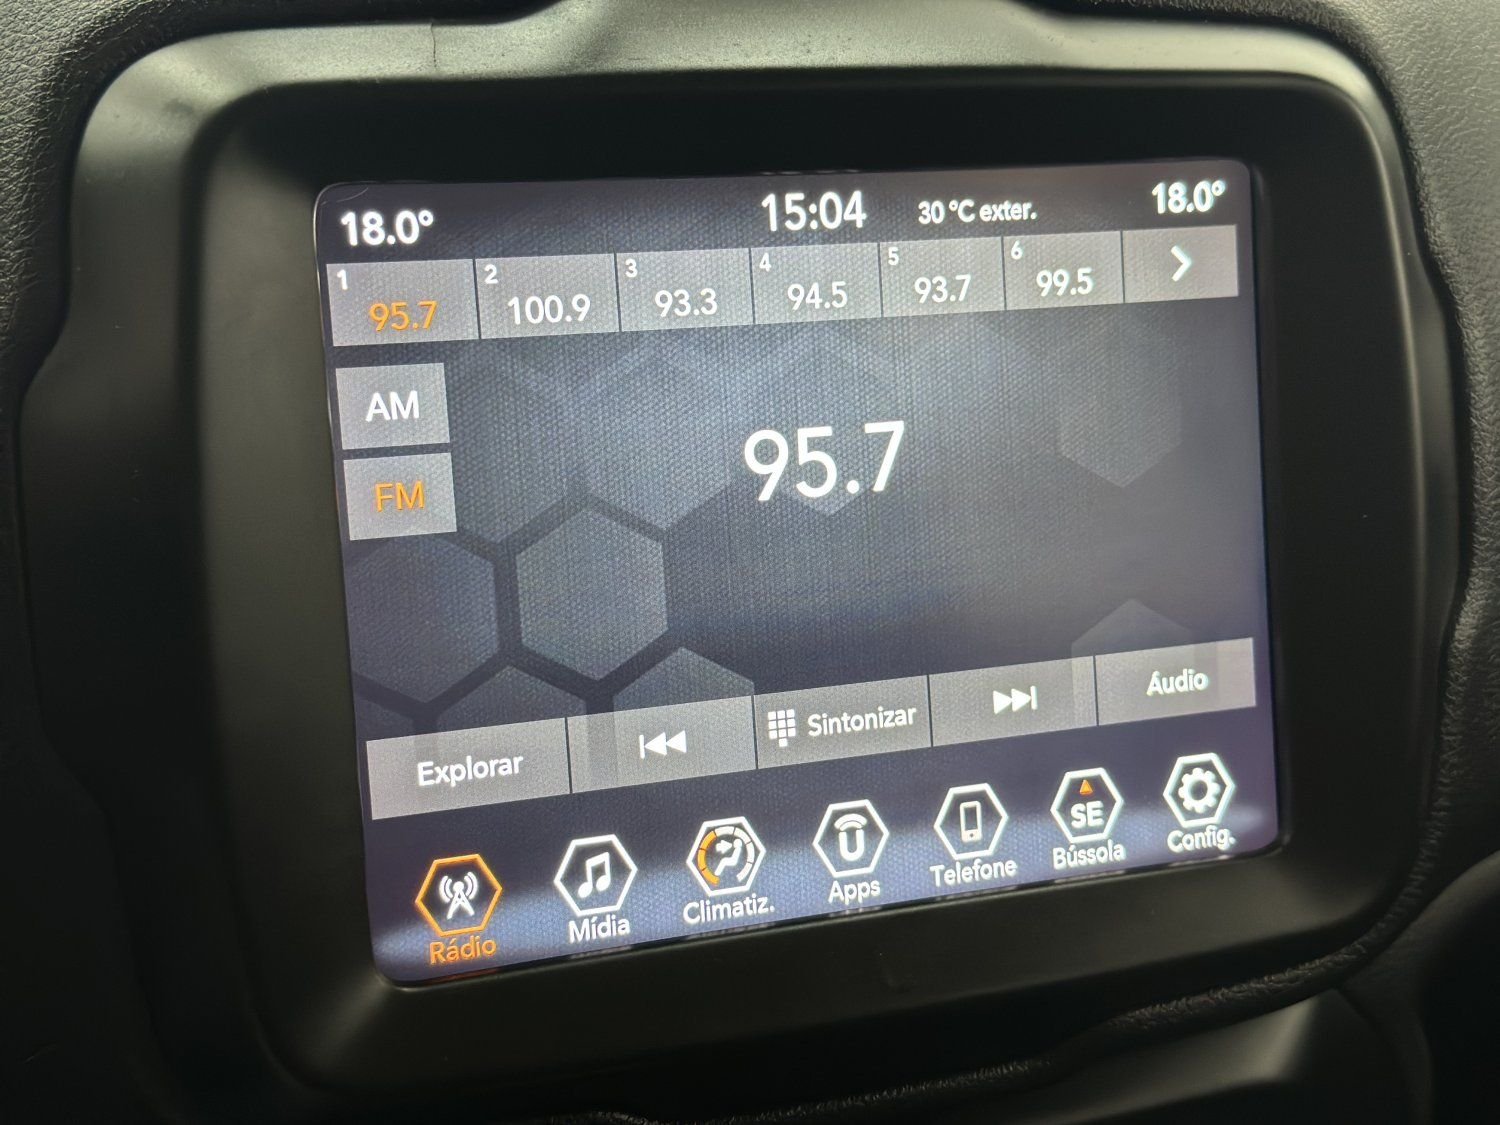 18.0° 15:04 30 °C exter. 18.0°
1 2 3 4 5 6
95.7 100.9 93.3 94.5 93.7 99.5
AM
95.7
FM
Explorar Sintonizar Áudio
U SE
Rádio Mídia Climatiz. Apps Telefone Bússola Config.